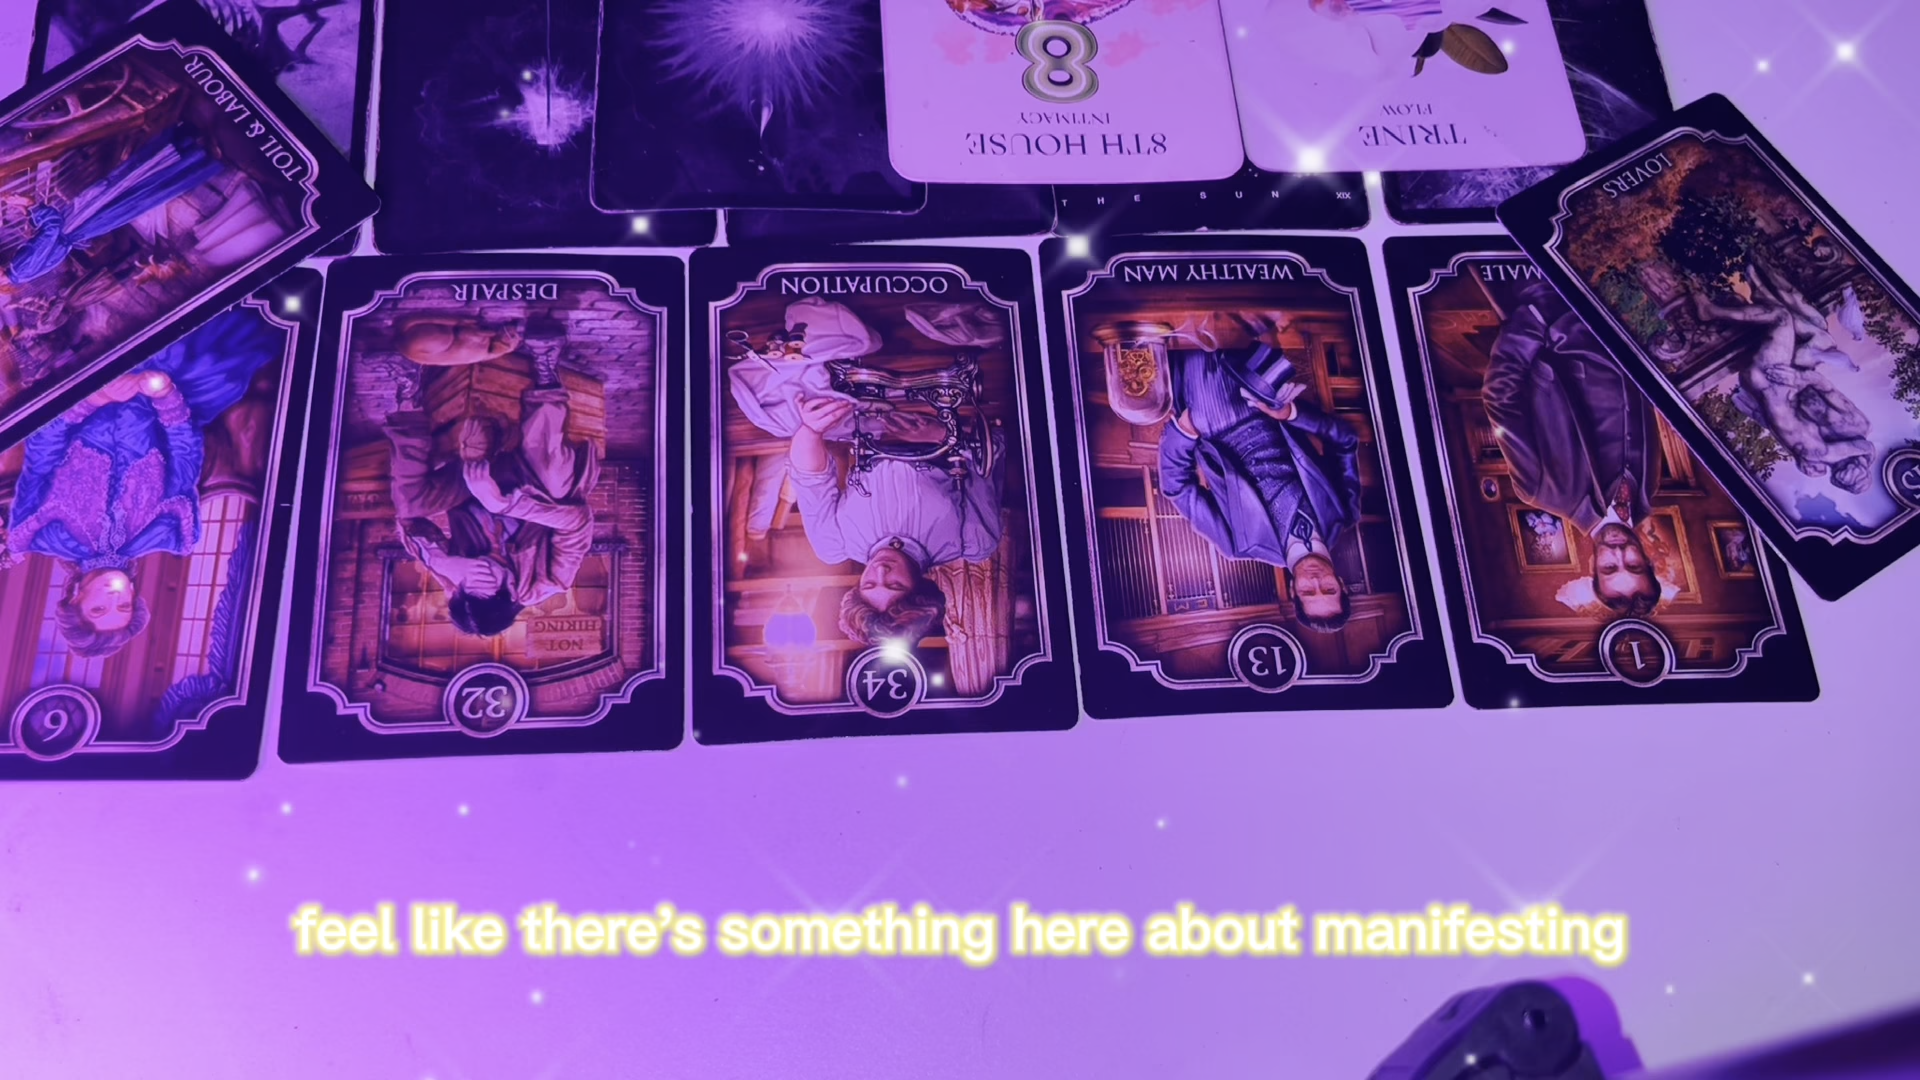 TOIL & LABOUR
8
INTIMACY
8TH HOUSE
FLOW
TRINE
THE SUN XIX
LOVERS
DESPAIR
OCCUPATION
WEALTHY MAN
MALE
NOT
HIRING
6
32
34
13
1
feel like there's something here about manifesting